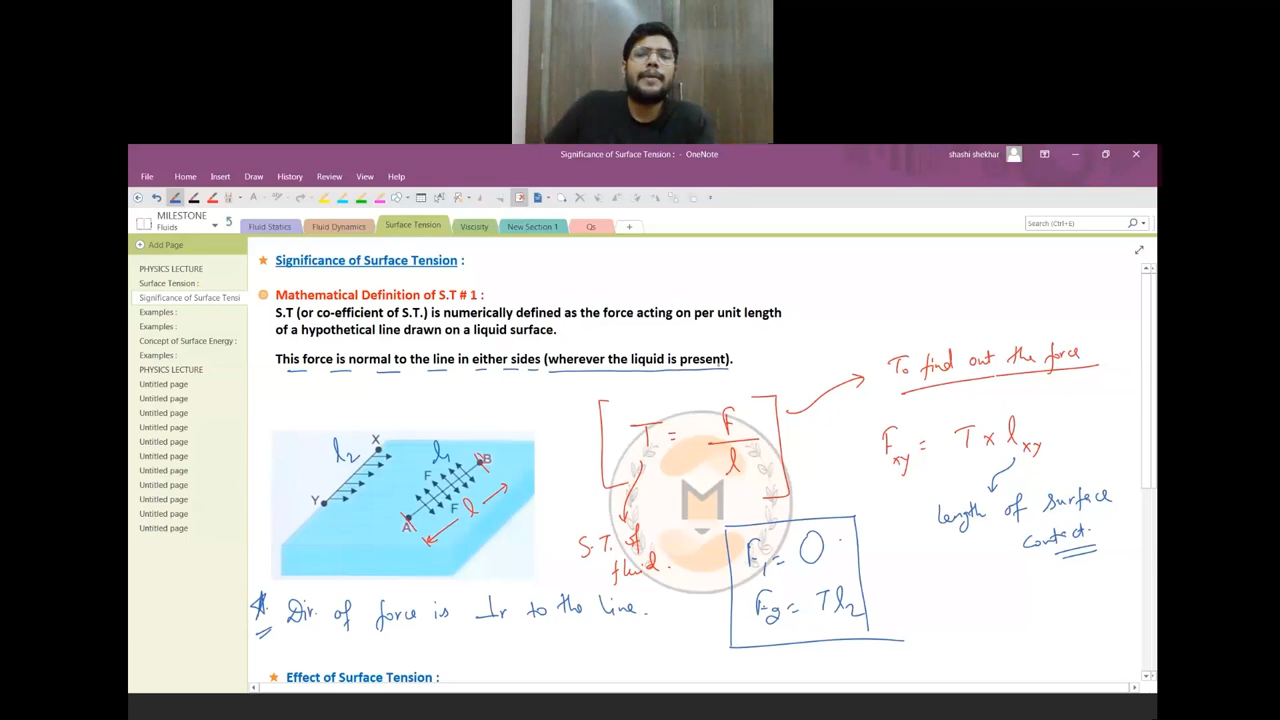 Significance of Surface Tension : - OneNote
shashi shekhar
File Home Insert Draw History Review View Help
MILESTONE
Fluids
Fluid Statics Fluid Dynamics Surface Tension Viscosity New Section 1 Qs +
Search (Ctrl+E)
Add Page
PHYSICS LECTURE
Surface Tension :
Significance of Surface Tensi
Examples :
Examples :
Concept of Surface Energy :
Examples :
PHYSICS LECTURE
Untitled page
Untitled page
Untitled page
Untitled page
Untitled page
Untitled page
Untitled page
Untitled page
Untitled page
Untitled page
Untitled page
Significance of Surface Tension :
Mathematical Definition of S.T # 1 :
S.T (or co-efficient of S.T.) is numerically defined as the force acting on per unit length
of a hypothetical line drawn on a liquid surface.
This force is normal to the line in either sides (wherever the liquid is present).
To find out the force
T = F / l
F xy = T x l xy
length of surface
contact.
l2 X l1 B
F
Y F l
A
S.T. of
fluid.
M
F1 = 0
F2 = T l2
Dir. of force is ⊥r to the line.
Effect of Surface Tension :